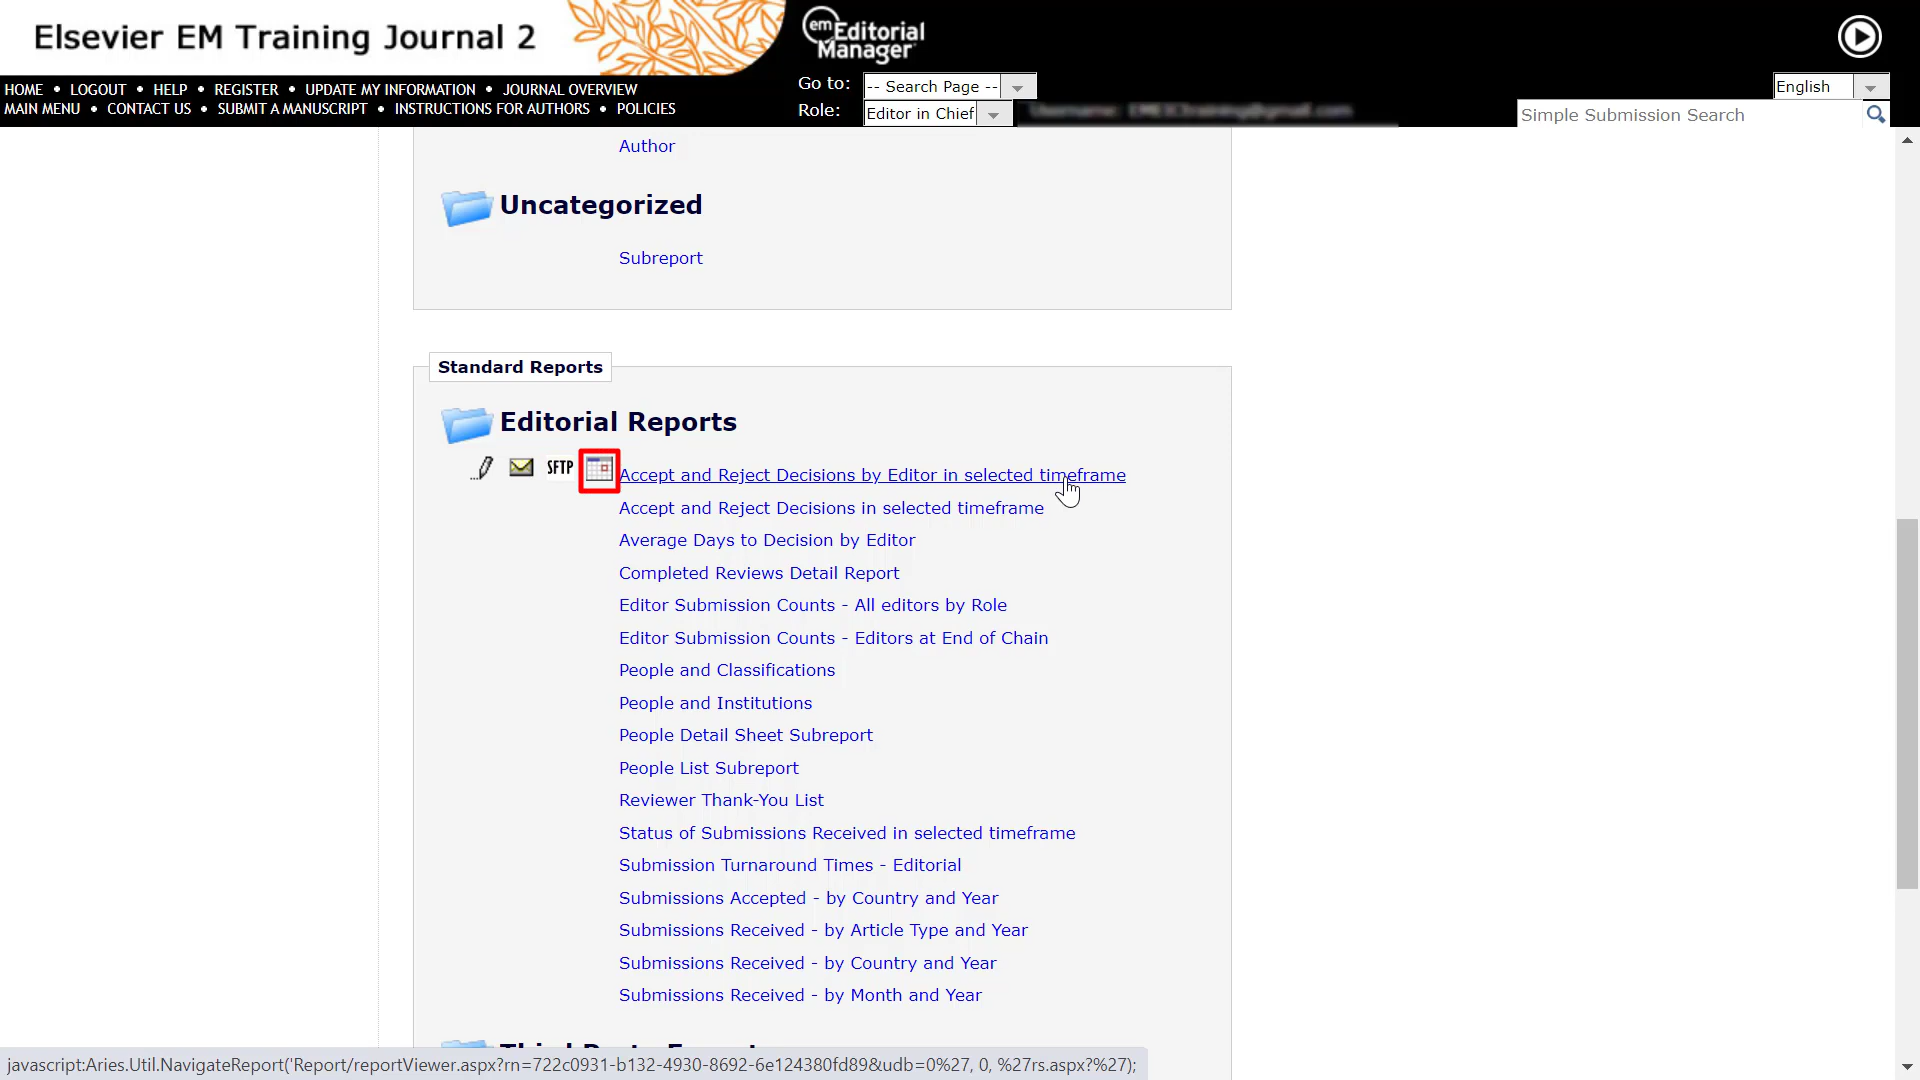 Elsevier EM Training Journal 2
em Editorial Manager®
HOME • LOGOUT • HELP • REGISTER • UPDATE MY INFORMATION • JOURNAL OVERVIEW
MAIN MENU • CONTACT US • SUBMIT A MANUSCRIPT • INSTRUCTIONS FOR AUTHORS • POLICIES
Go to: -- Search Page --
Role: Editor in Chief
English
Simple Submission Search
Author
Uncategorized
Subreport
Standard Reports
Editorial Reports
SFTP Accept and Reject Decisions by Editor in selected timeframe
Accept and Reject Decisions in selected timeframe
Average Days to Decision by Editor
Completed Reviews Detail Report
Editor Submission Counts - All editors by Role
Editor Submission Counts - Editors at End of Chain
People and Classifications
People and Institutions
People Detail Sheet Subreport
People List Subreport
Reviewer Thank-You List
Status of Submissions Received in selected timeframe
Submission Turnaround Times - Editorial
Submissions Accepted - by Country and Year
Submissions Received - by Article Type and Year
Submissions Received - by Country and Year
Submissions Received - by Month and Year
javascript:Aries.Util.NavigateReport('Report/reportViewer.aspx?rn=722c0931-b132-4930-8692-6e124380fd89&udb=0%27, 0, %27rs.aspx?%27);